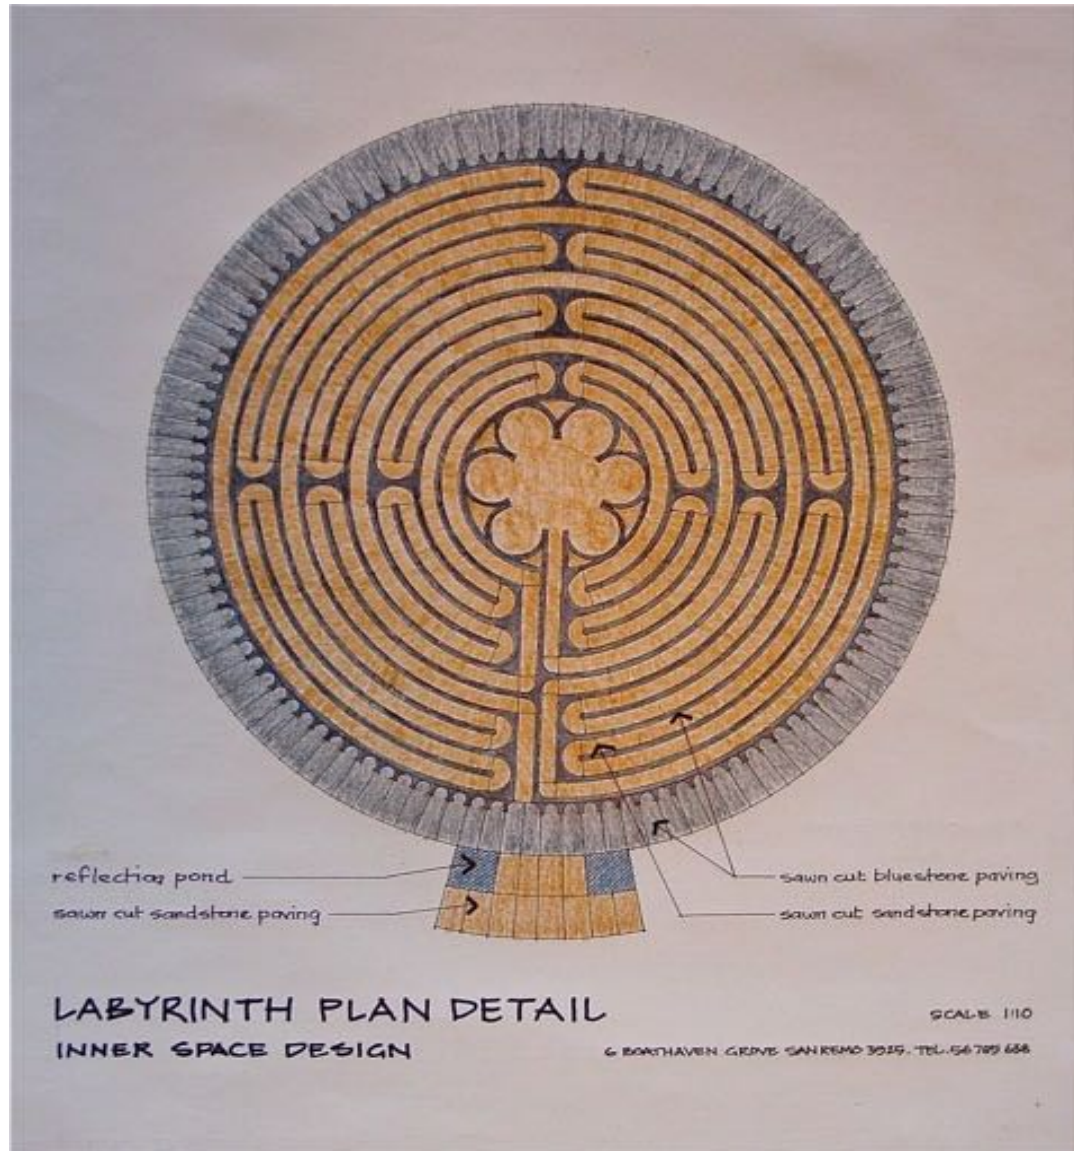 reflection pond
sawn cut sandstone paving
sawn cut bluestone paving
sawn cut sandstone paving
LABYRINTH PLAN DETAIL
INNER SPACE DESIGN
SCALE 1:10
6 BOATHAVEN GROVE SAN REMO 3925. TEL. 56 785 688